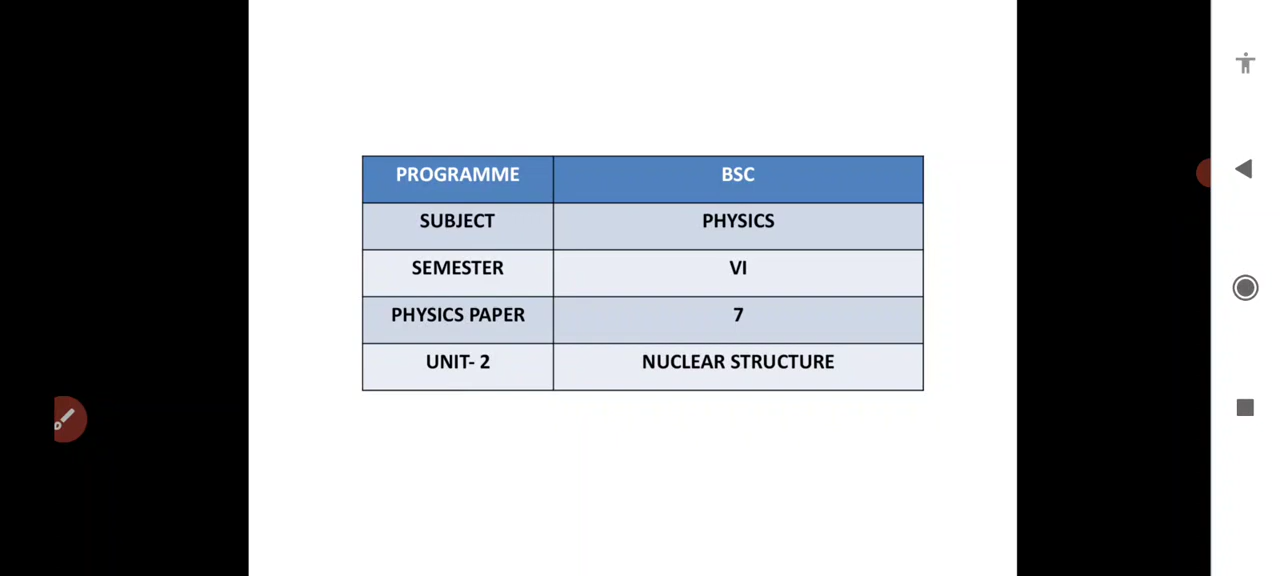 PROGRAMME BSC
SUBJECT PHYSICS
SEMESTER VI
PHYSICS PAPER 7
UNIT- 2 NUCLEAR STRUCTURE